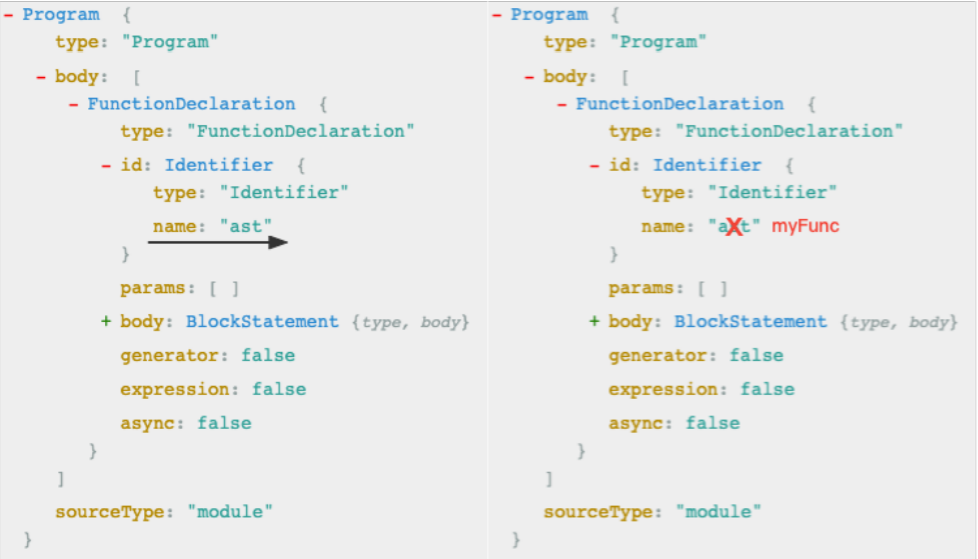 - Program {
type: "Program"
- body: [
- FunctionDeclaration {
type: "FunctionDeclaration"
- id: Identifier {
type: "Identifier"
name: "ast"
}
params: [ ]
+ body: BlockStatement {type, body}
generator: false
expression: false
async: false
}
]
sourceType: "module"
}
- Program {
type: "Program"
- body: [
- FunctionDeclaration {
type: "FunctionDeclaration"
- id: Identifier {
type: "Identifier"
name: "ast" myFunc
}
params: [ ]
+ body: BlockStatement {type, body}
generator: false
expression: false
async: false
}
]
sourceType: "module"
}